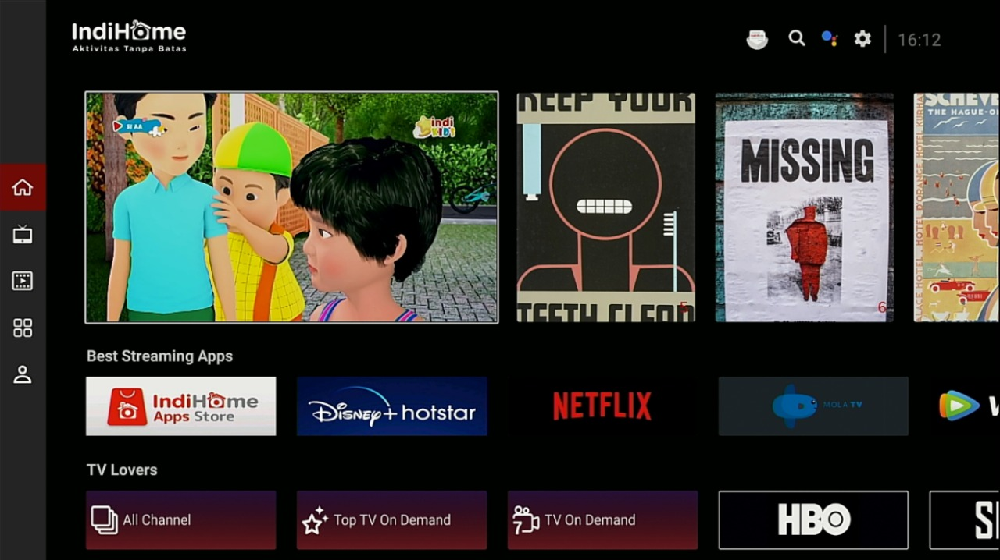 IndiHome
Aktivitas Tanpa Batas
16:12
SI AA
indi
KIDS
KEEP YOUR
TEETH CLEAN
5
MISSING
6
THE HAGUE-
Best Streaming Apps
IndiHome
Apps Store
Disney+ hotstar
NETFLIX
MOLA TV
TV Lovers
All Channel
Top TV On Demand
7
TV On Demand
HBO